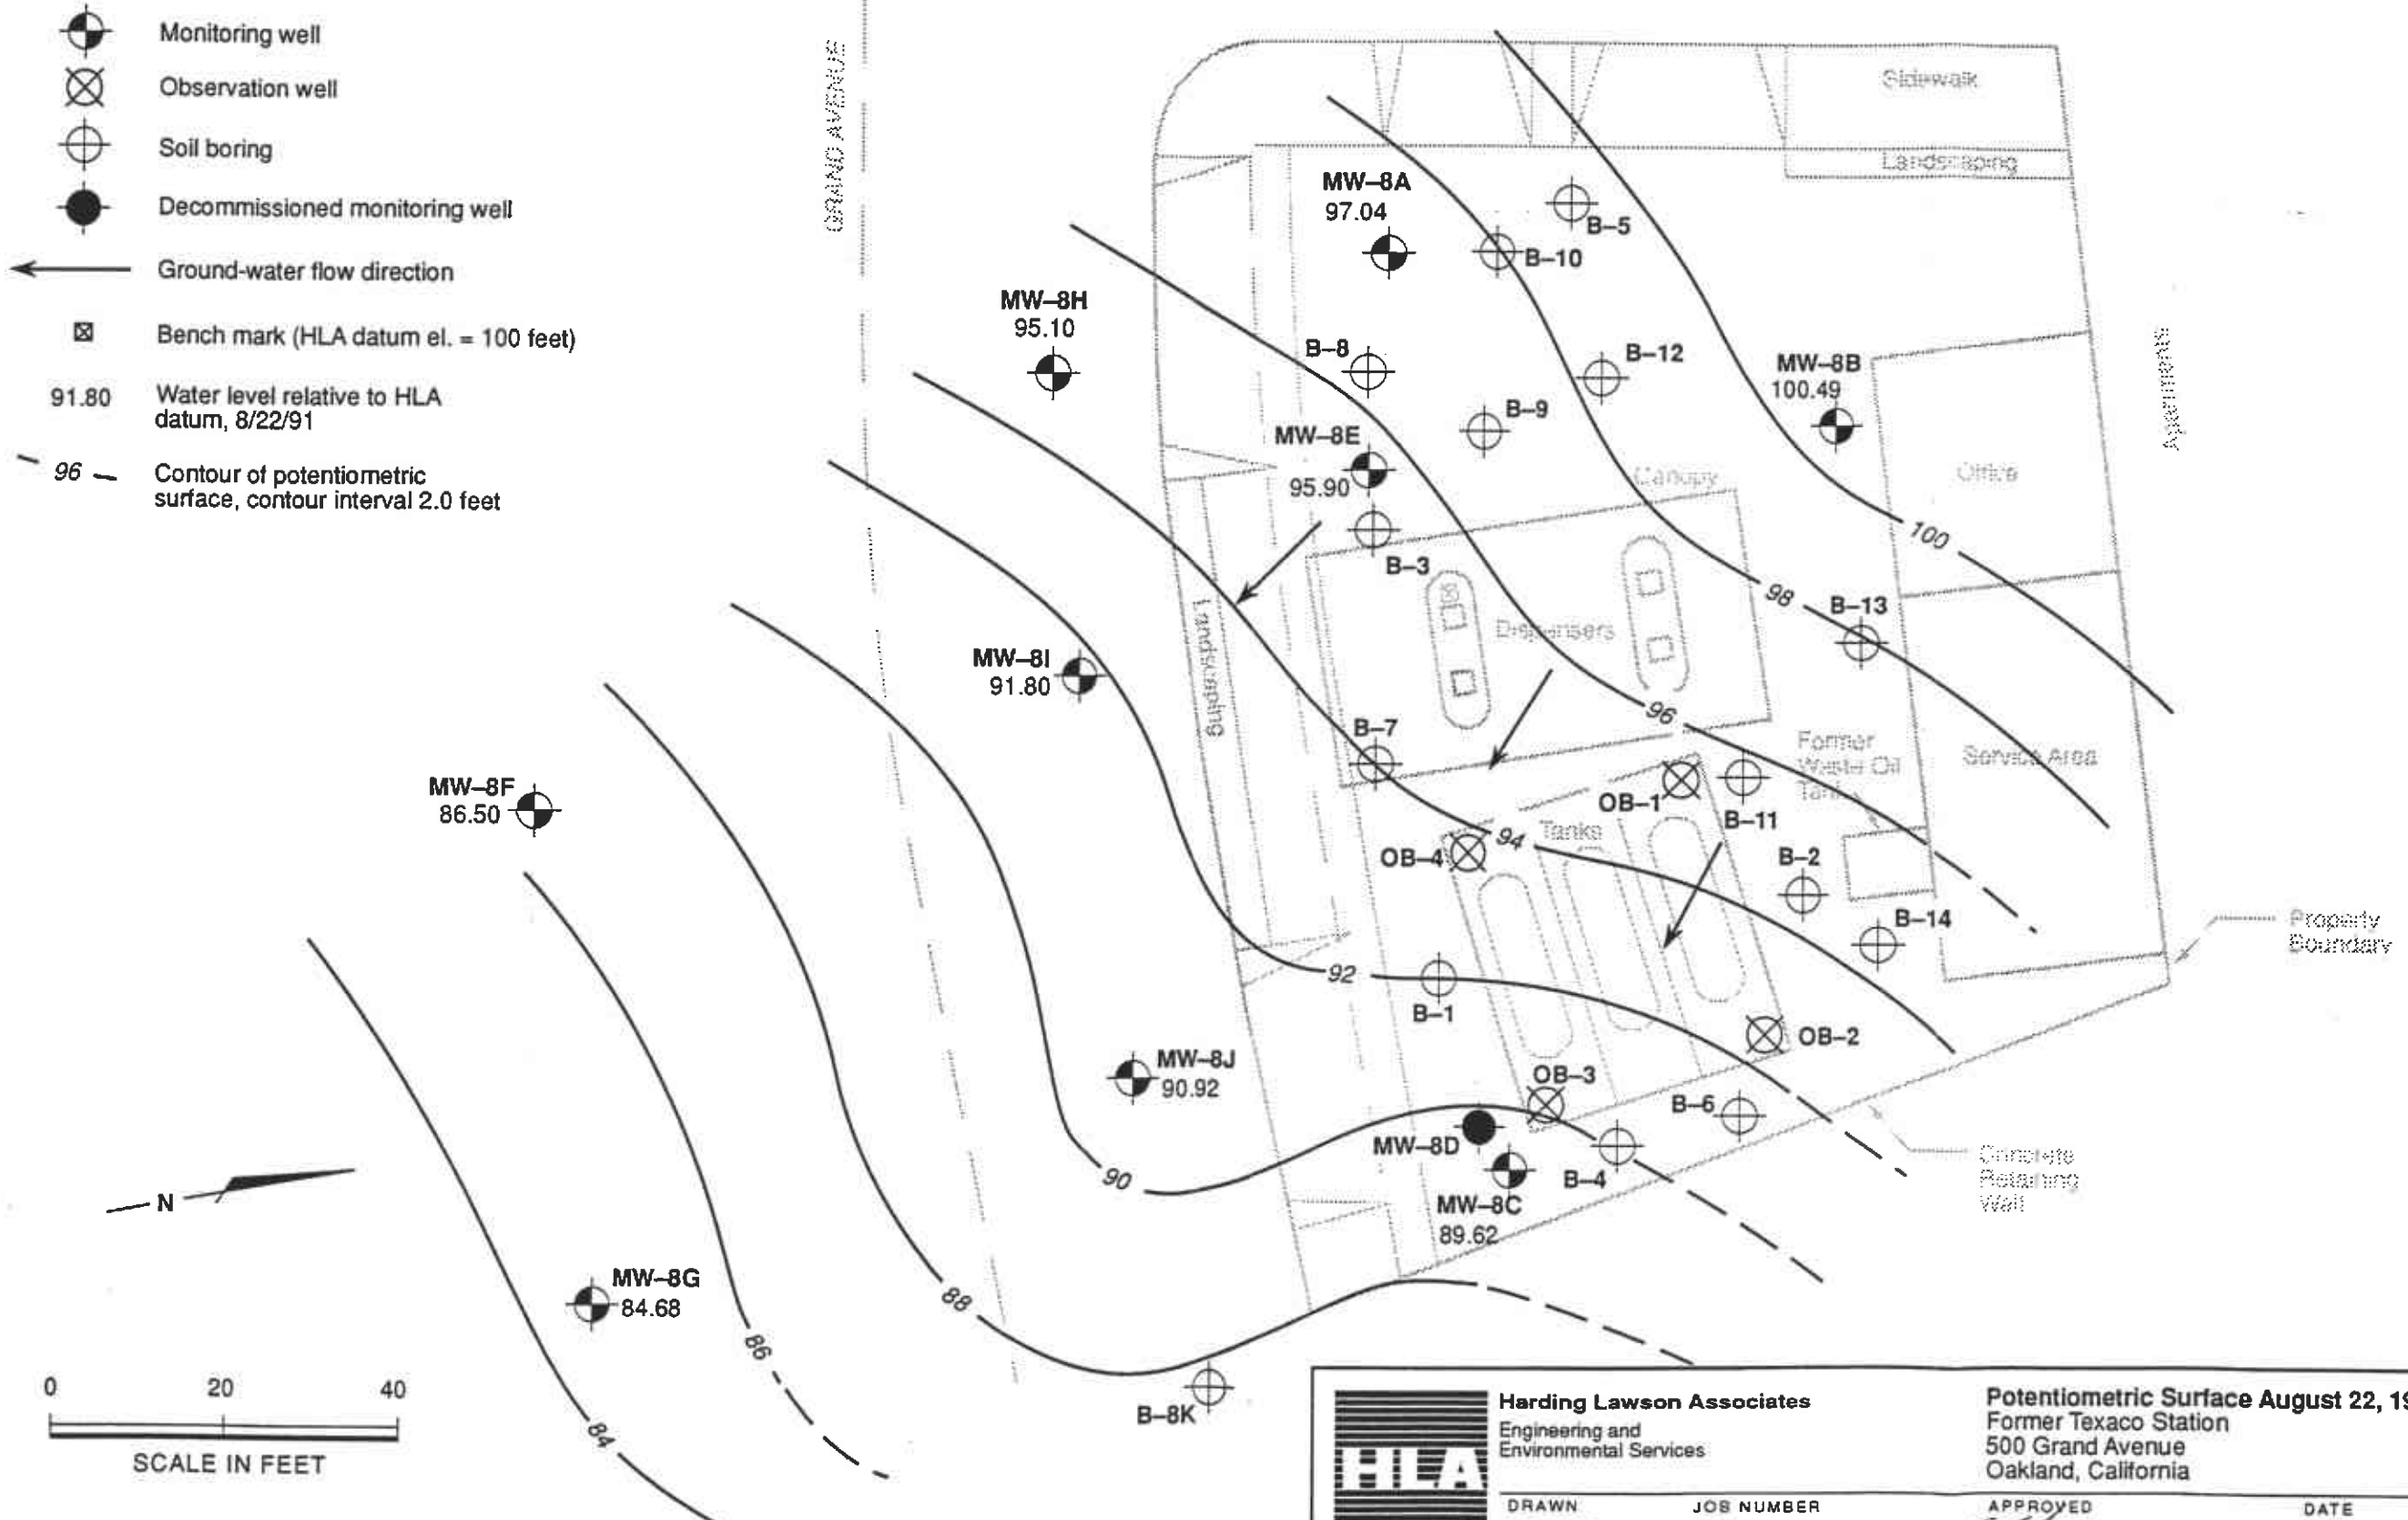 Monitoring well
Observation well
Soil boring
Decommissioned monitoring well
Ground-water flow direction
Bench mark (HLA datum el. = 100 feet)
91.80
Water level relative to HLA
datum, 8/22/91
96
Contour of potentiometric
surface, contour interval 2.0 feet
GRAND AVENUE
Sidewalk
Landscaping
MW-8A
97.04
B-5
B-10
MW-8H
95.10
B-8
B-12
MW-8B
100.49
Apartments
B-9
MW-8E
95.90
Canopy
Office
100
B-3
98
B-13
Landscaping
Dispensers
MW-8I
91.80
96
B-7
Former
Waste Oil
Tank
Service Area
MW-8F
86.50
OB-1
B-11
Tanks
94
OB-4
B-2
B-14
Property
Boundary
92
B-1
OB-2
MW-8J
90.92
OB-3
B-6
MW-8D
B-4
Concrete
Retaining
Wall
90
MW-8C
89.62
N
MW-8G
84.68
88
86
B-8K
84
0 20 40
SCALE IN FEET
HLA
Harding Lawson Associates
Engineering and
Environmental Services
Potentiometric Surface August 22, 19
Former Texaco Station
500 Grand Avenue
Oakland, California
DRAWN JOB NUMBER APPROVED DATE